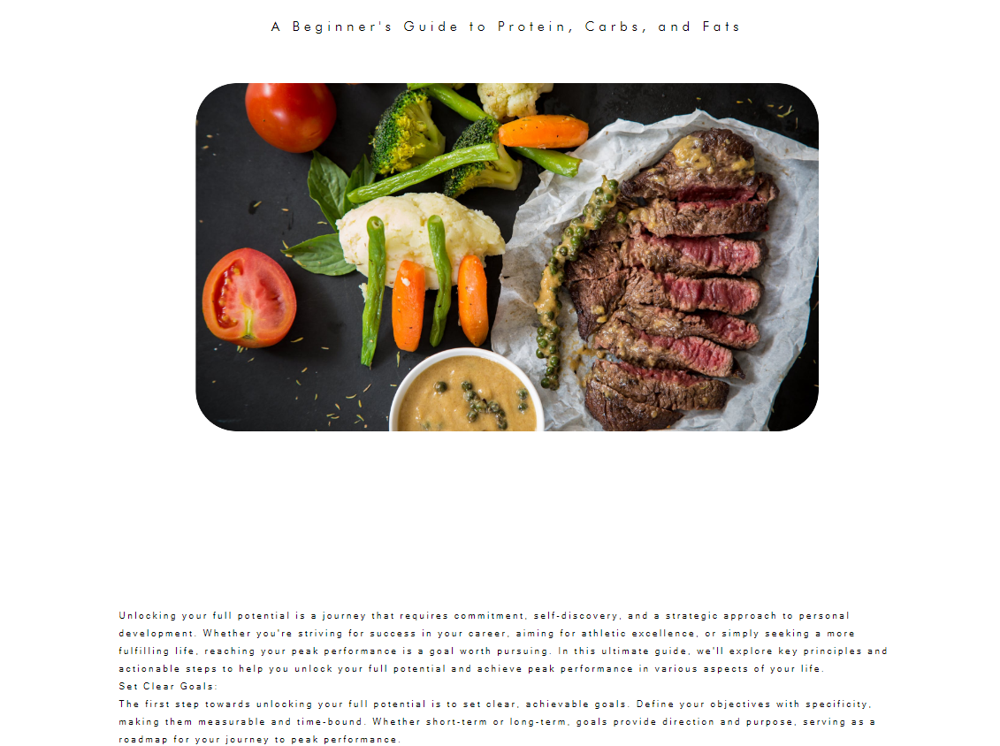 A Beginner's Guide to Protein, Carbs, and Fats
Unlocking your full potential is a journey that requires commitment, self-discovery, and a strategic approach to personal
development. Whether you're striving for success in your career, aiming for athletic excellence, or simply seeking a more
fulfilling life, reaching your peak performance is a goal worth pursuing. In this ultimate guide, we'll explore key principles and
actionable steps to help you unlock your full potential and achieve peak performance in various aspects of your life.
Set Clear Goals:
The first step towards unlocking your full potential is to set clear, achievable goals. Define your objectives with specificity,
making them measurable and time-bound. Whether short-term or long-term, goals provide direction and purpose, serving as a
roadmap for your journey to peak performance.